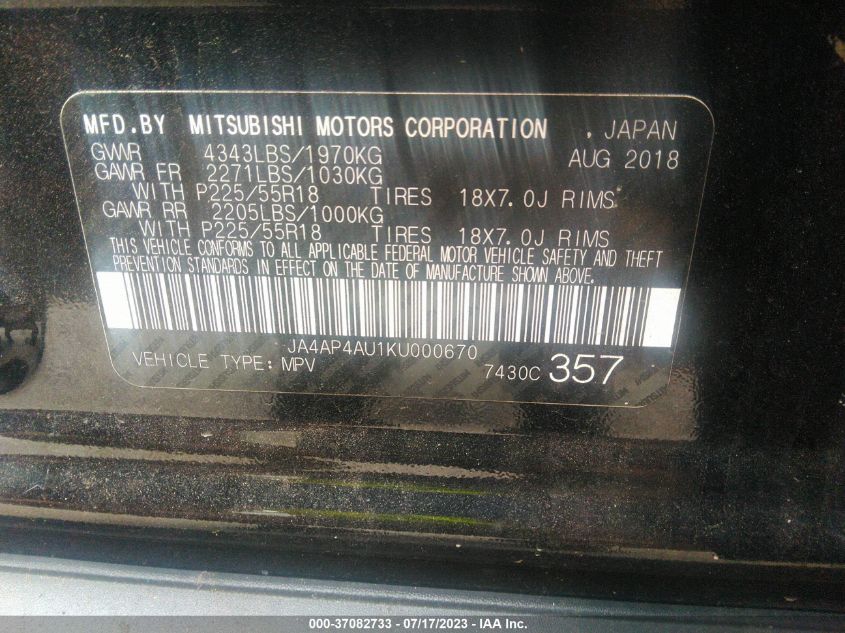 MFD.BY MITSUBISHI MOTORS CORPORATION , JAPAN
GVWR 4343LBS/1970KG AUG 2018
GAWR FR 2271LBS/1030KG
WITH P225/55R18 TIRES 18X7.0J RIMS
GAWR RR 2205LBS/1000KG
WITH P225/55R18 TIRES 18X7.0J RIMS
THIS VEHICLE CONFORMS TO ALL APPLICABLE FEDERAL MOTOR VEHICLE SAFETY AND THEFT
PREVENTION STANDARDS IN EFFECT ON THE DATE OF MANUFACTURE SHOWN ABOVE.
JA4AP4AU1KU000670
VEHICLE TYPE: MPV 7430C 357
000-37082733 - 07/17/2023 - IAA Inc.